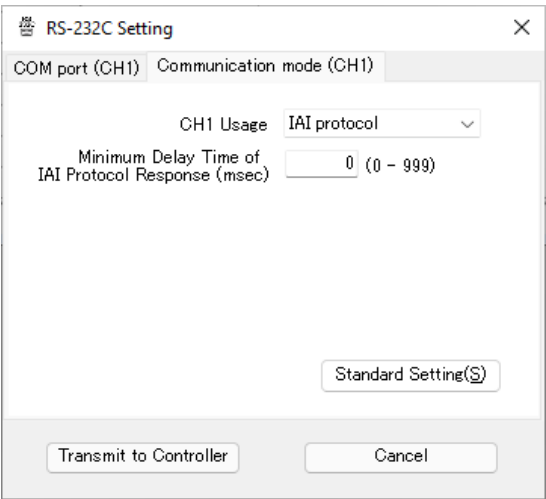 RS-232C Setting
COM port (CH1) Communication mode (CH1)
CH1 Usage IAI protocol
Minimum Delay Time of
IAI Protocol Response (msec) 0 (0 - 999)
Standard Setting(S)
Transmit to Controller Cancel